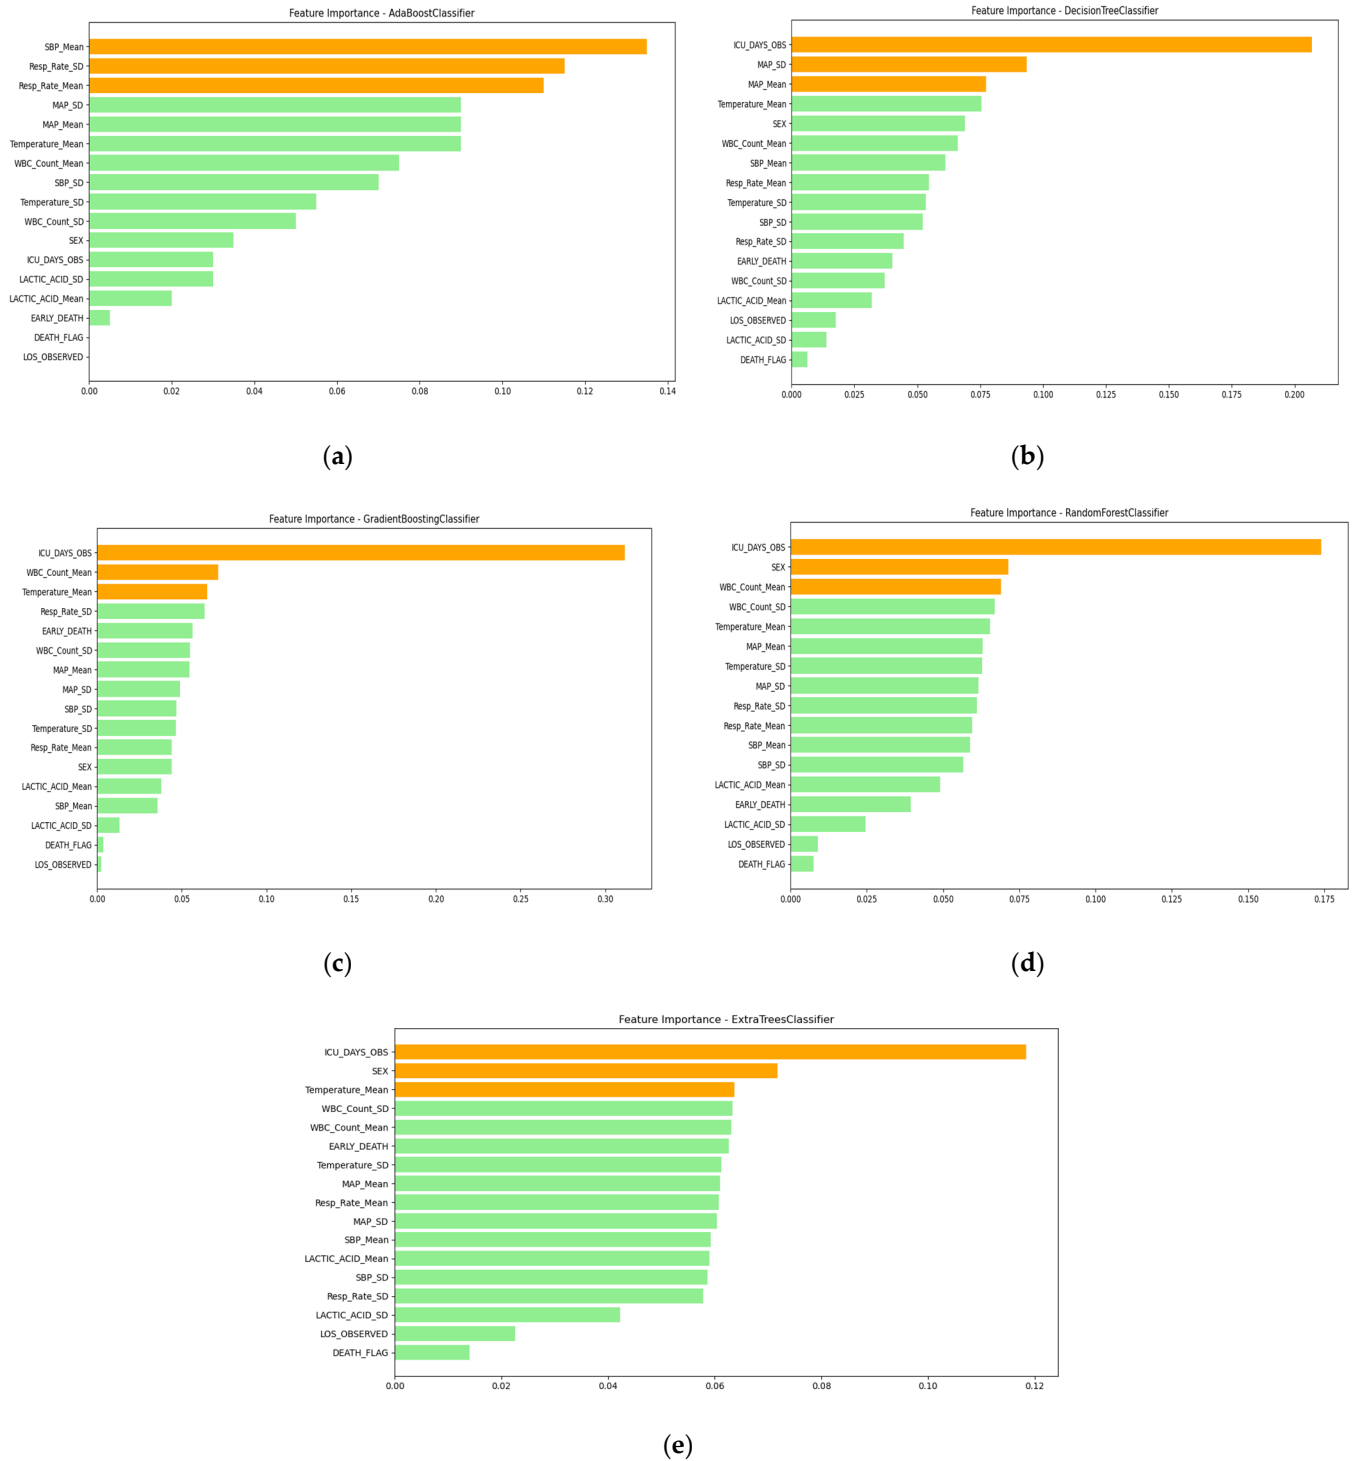 Feature Importance - AdaBoostClassifier
SBP_Mean
Resp_Rate_SD
Resp_Rate_Mean
MAP_SD
MAP_Mean
Temperature_Mean
WBC_Count_Mean
SBP_SD
Temperature_SD
WBC_Count_SD
SEX
ICU_DAYS_OBS
LACTIC_ACID_SD
LACTIC_ACID_Mean
EARLY_DEATH
DEATH_FLAG
LOS_OBSERVED
0.00 0.02 0.04 0.06 0.08 0.10 0.12 0.14
(a)
Feature Importance - DecisionTreeClassifier
ICU_DAYS_OBS
MAP_SD
MAP_Mean
Temperature_Mean
SEX
WBC_Count_Mean
SBP_Mean
Resp_Rate_Mean
Temperature_SD
SBP_SD
Resp_Rate_SD
EARLY_DEATH
WBC_Count_SD
LACTIC_ACID_Mean
LOS_OBSERVED
LACTIC_ACID_SD
DEATH_FLAG
0.000 0.025 0.050 0.075 0.100 0.125 0.150 0.175 0.200
(b)
Feature Importance - GradientBoostingClassifier
ICU_DAYS_OBS
WBC_Count_Mean
Temperature_Mean
Resp_Rate_SD
EARLY_DEATH
WBC_Count_SD
MAP_Mean
MAP_SD
SBP_SD
Temperature_SD
Resp_Rate_Mean
SEX
LACTIC_ACID_Mean
SBP_Mean
LACTIC_ACID_SD
DEATH_FLAG
LOS_OBSERVED
0.00 0.05 0.10 0.15 0.20 0.25 0.30
(c)
Feature Importance - RandomForestClassifier
ICU_DAYS_OBS
SEX
WBC_Count_Mean
WBC_Count_SD
Temperature_Mean
MAP_Mean
Temperature_SD
MAP_SD
Resp_Rate_SD
Resp_Rate_Mean
SBP_Mean
SBP_SD
LACTIC_ACID_Mean
EARLY_DEATH
LACTIC_ACID_SD
LOS_OBSERVED
DEATH_FLAG
0.000 0.025 0.050 0.075 0.100 0.125 0.150 0.175
(d)
Feature Importance - ExtraTreesClassifier
ICU_DAYS_OBS
SEX
Temperature_Mean
WBC_Count_SD
WBC_Count_Mean
EARLY_DEATH
Temperature_SD
MAP_Mean
Resp_Rate_Mean
MAP_SD
SBP_Mean
LACTIC_ACID_Mean
SBP_SD
Resp_Rate_SD
LACTIC_ACID_SD
LOS_OBSERVED
DEATH_FLAG
0.00 0.02 0.04 0.06 0.08 0.10 0.12
(e)